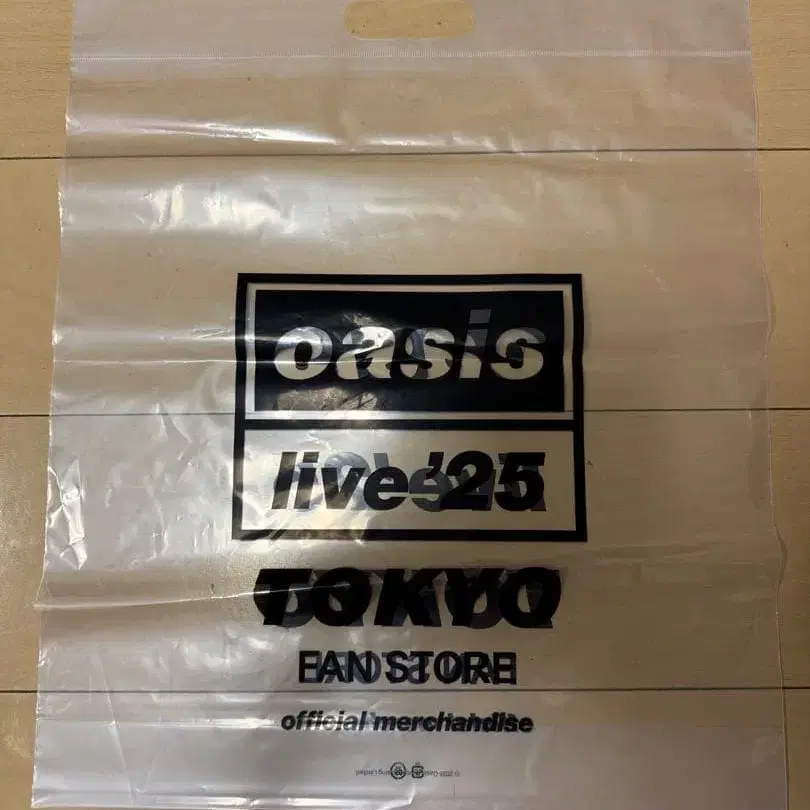 oasis
live '25
TOKYO
FAN STORE
official merchandise